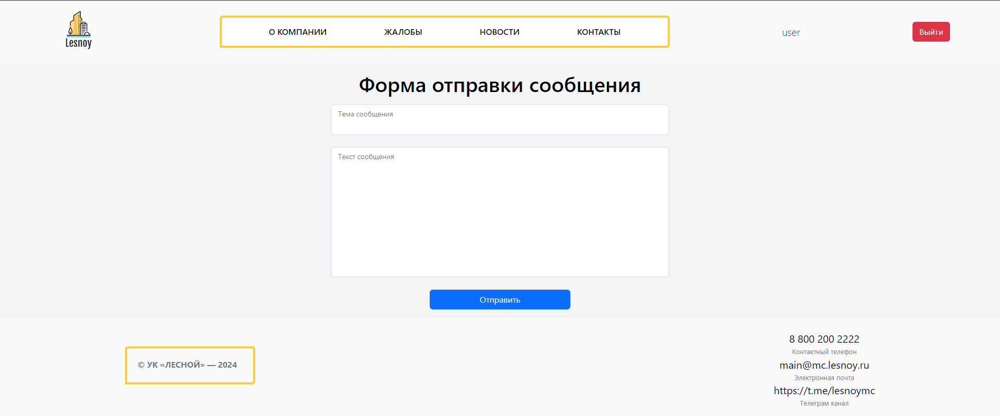 Lesnoy
О КОМПАНИИ ЖАЛОБЫ НОВОСТИ КОНТАКТЫ
user
Выйти
Форма отправки сообщения
Тема сообщения
Текст сообщения
Отправить
© УК «ЛЕСНОЙ» — 2024
8 800 200 2222
Контактный телефон
main@mc.lesnoy.ru
Электронная почта
https://t.me/lesnoymc
Телеграм канал